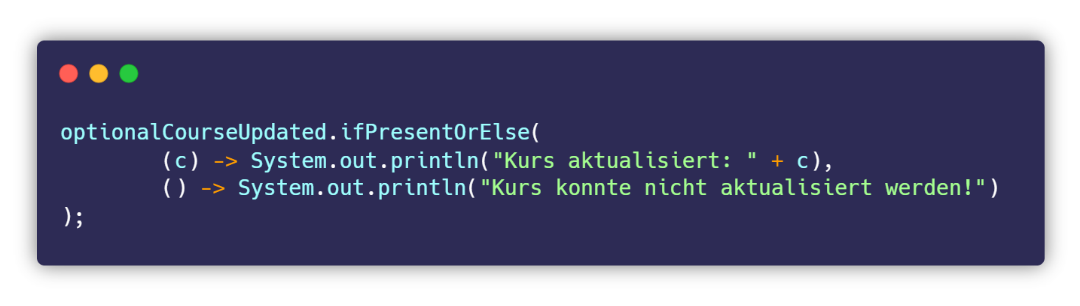 optionalCourseUpdated.ifPresentOrElse(
        (c) -> System.out.println("Kurs aktualisiert: " + c),
        () -> System.out.println("Kurs konnte nicht aktualisiert werden!")
);